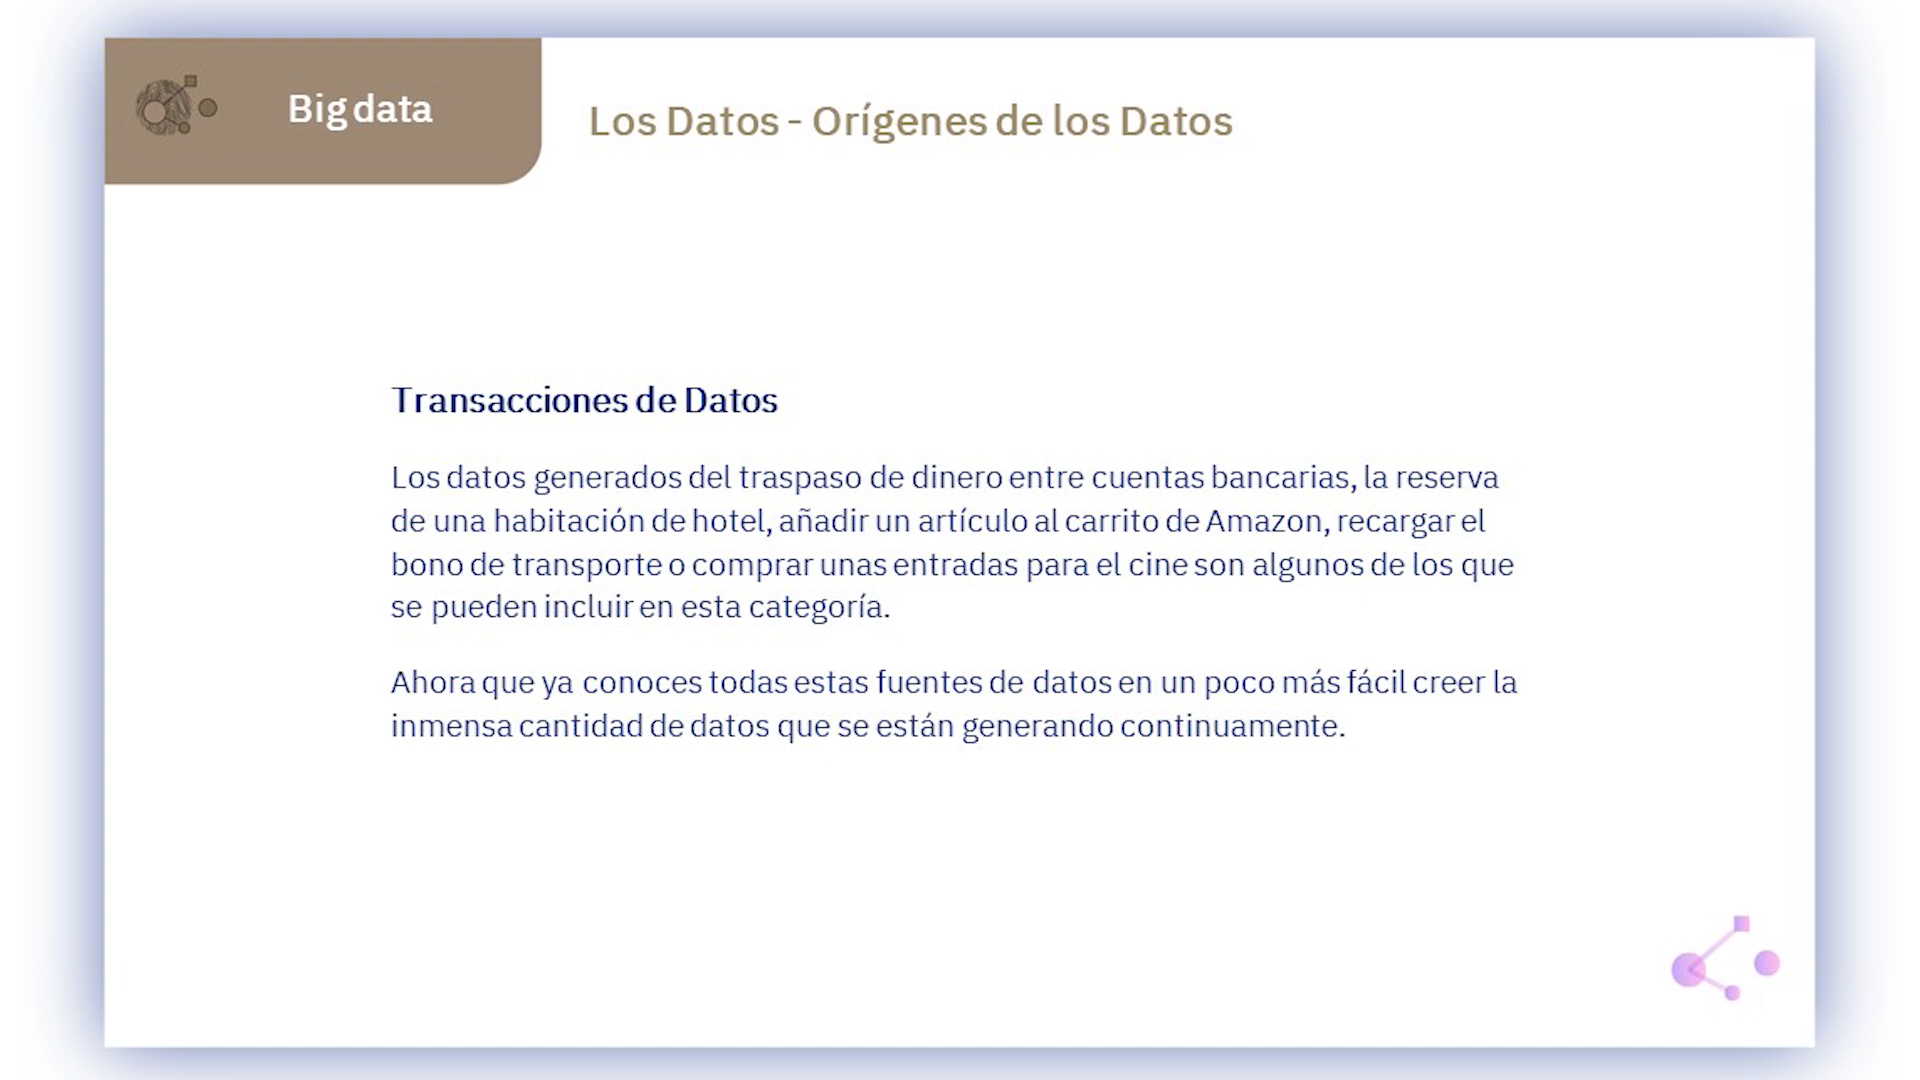 Big data
Los Datos - Orígenes de los Datos
Transacciones de Datos
Los datos generados del traspaso de dinero entre cuentas bancarias, la reserva
de una habitación de hotel, añadir un artículo al carrito de Amazon, recargar el
bono de transporte o comprar unas entradas para el cine son algunos de los que
se pueden incluir en esta categoría.
Ahora que ya conoces todas estas fuentes de datos en un poco más fácil creer la
inmensa cantidad de datos que se están generando continuamente.